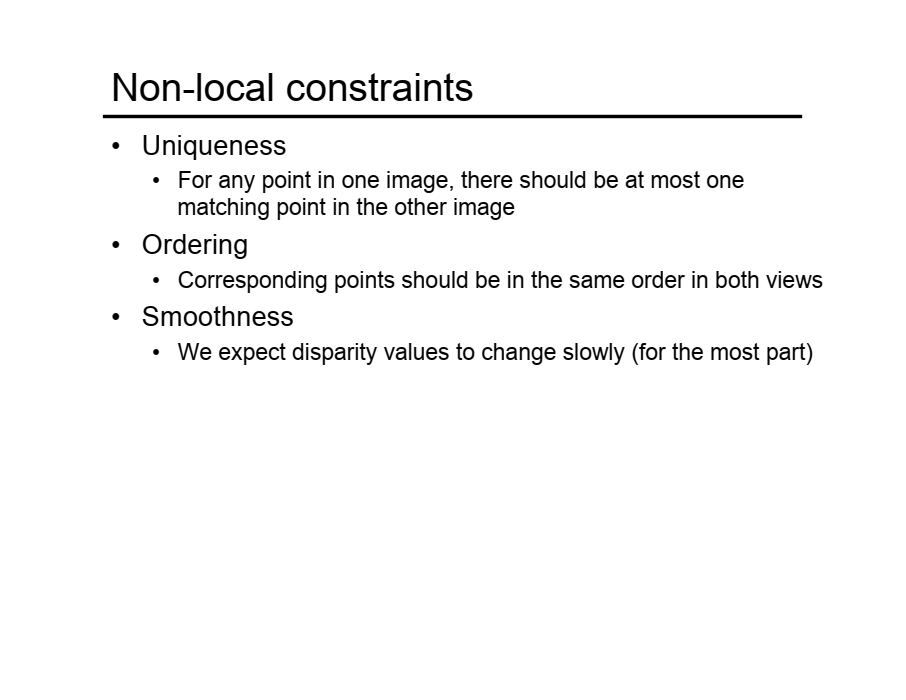 Non-local constraints
• Uniqueness
• For any point in one image, there should be at most one
matching point in the other image
• Ordering
• Corresponding points should be in the same order in both views
• Smoothness
• We expect disparity values to change slowly (for the most part)